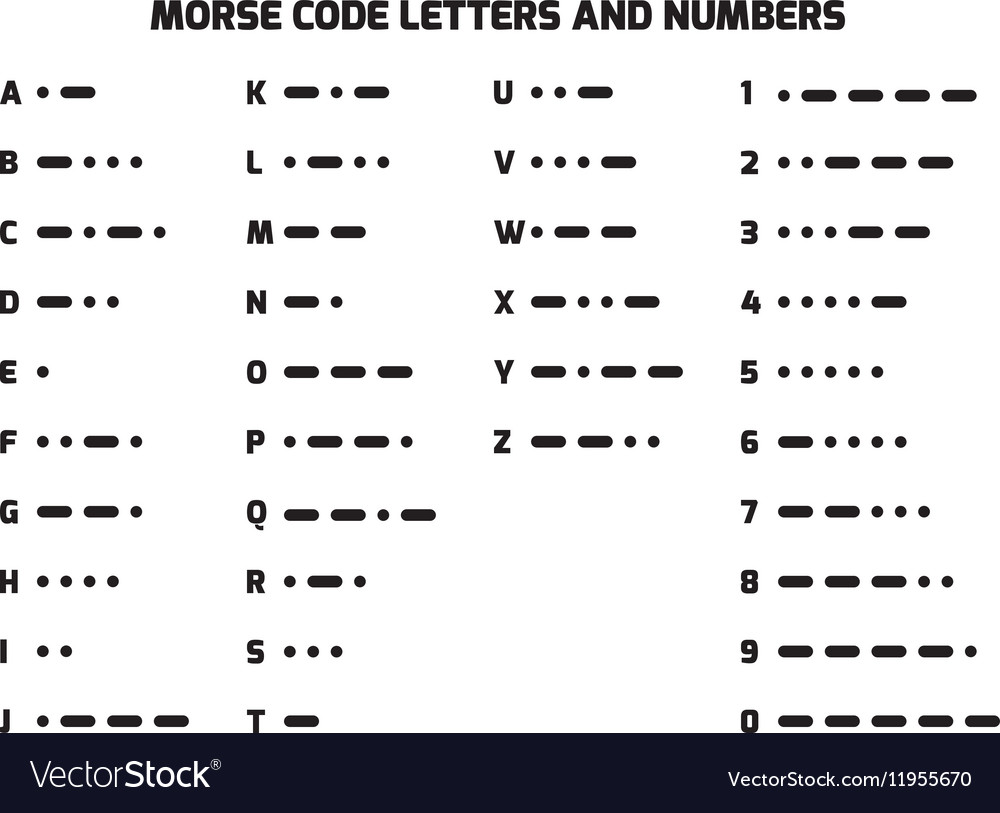 MORSE CODE LETTERS AND NUMBERS
A •— K —•— U ••— 1 •————
B —••• L •—•• V •••— 2 ••———
C —•—• M —— W •—— 3 •••——
D —•• N —• X —••— 4 ••••—
E • O ——— Y —•—— 5 •••••
F ••—• P •——• Z ——•• 6 —••••
G ——• Q ——•— 7 ——•••
H •••• R •—• 8 ———••
I •• S ••• 9 ————•
J •——— T — 0 —————
VectorStock® VectorStock.com/11955670